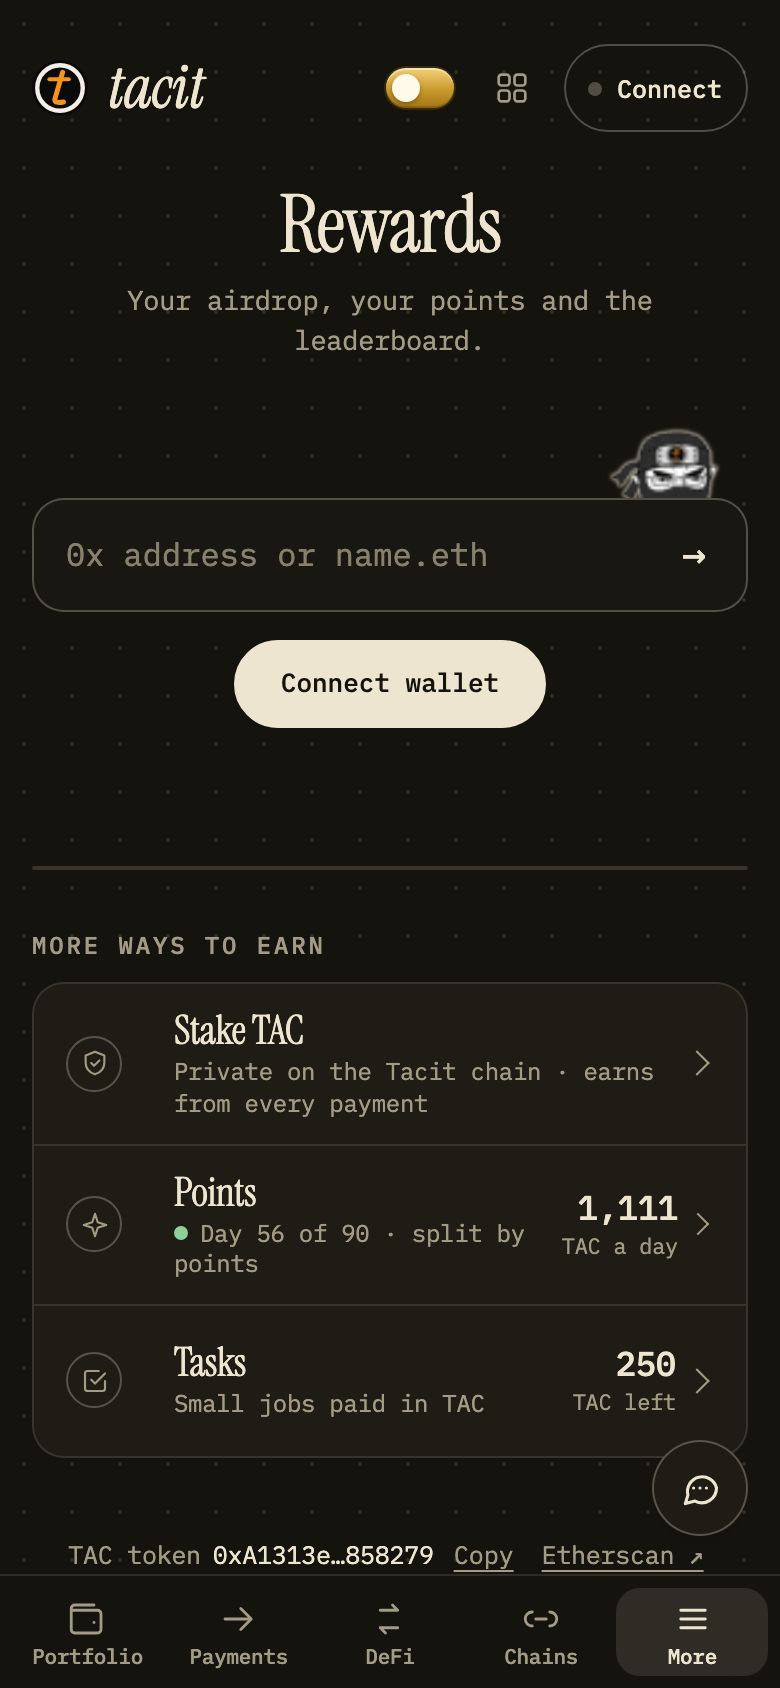 tacit
Connect
Rewards
Your airdrop, your points and the
leaderboard.
0x address or name.eth →
Connect wallet
MORE WAYS TO EARN
Stake TAC
Private on the Tacit chain · earns
from every payment
Points
Day 56 of 90 · split by
points
1,111
TAC a day
Tasks
Small jobs paid in TAC
250
TAC left
TAC token 0xA1313e…858279 Copy Etherscan ↗
Portfolio Payments DeFi Chains More